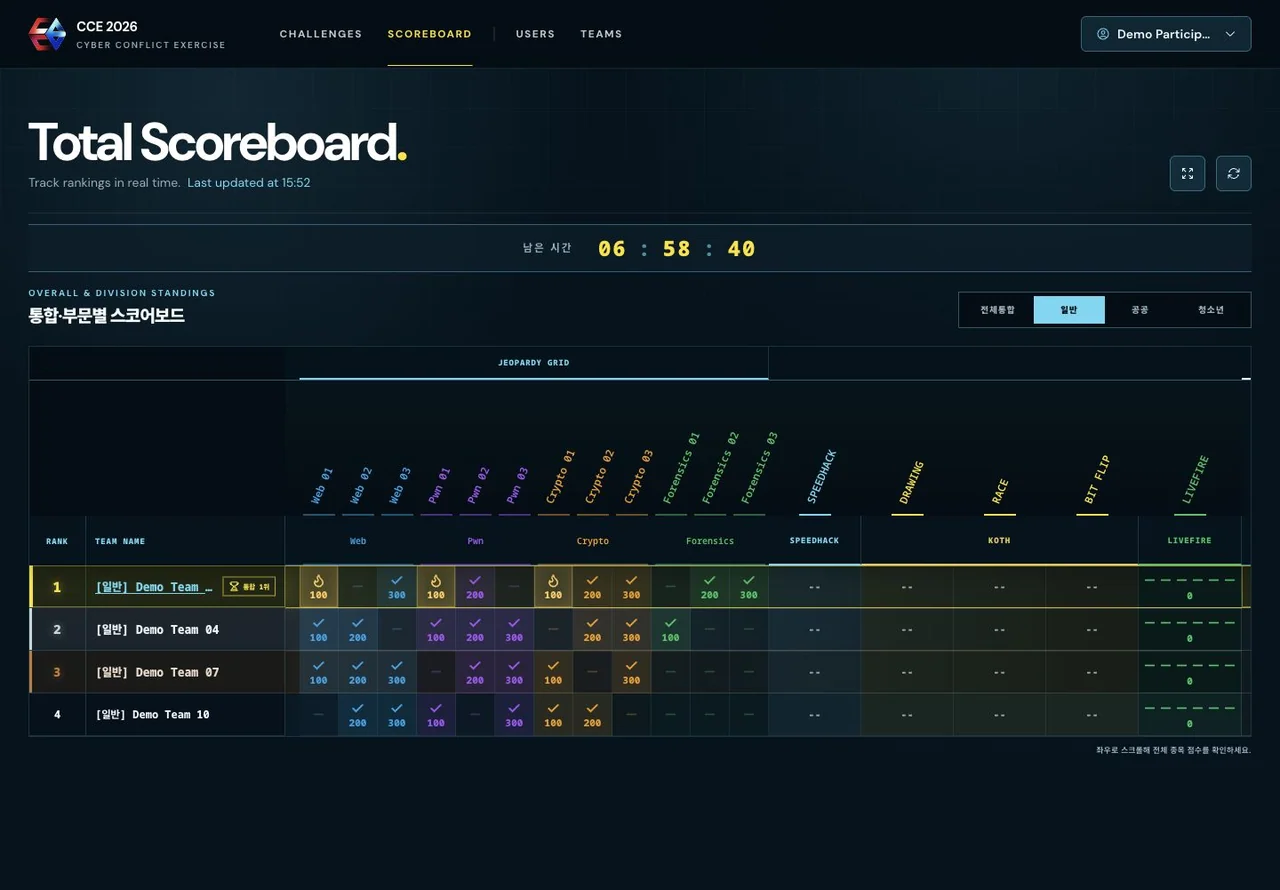 CCE 2026
CYBER CONFLICT EXERCISE
CHALLENGES SCOREBOARD USERS TEAMS
Demo Particip...
Total Scoreboard.
Track rankings in real time. Last updated at 15:52
남은 시간 06 : 58 : 40
OVERALL & DIVISION STANDINGS
통합·부문별 스코어보드
전체통합 일반 공공 청소년
JEOPARDY GRID
Web 01 Web 02 Web 03 Pwn 01 Pwn 02 Pwn 03 Crypto 01 Crypto 02 Crypto 03 Forensics 01 Forensics 02 Forensics 03 SPEEDHACK DRAWING RACE BIT FLIP LIVEFIRE
RANK TEAM NAME Web Pwn Crypto Forensics SPEEDHACK KOTH LIVEFIRE
1 [일반] Demo Team … 통합 1위 100 — 300 100 200 — 100 200 300 — 200 300 -- -- -- -- — — — — — — 0
2 [일반] Demo Team 04 100 200 — 100 200 300 — 200 300 100 — — -- -- -- -- — — — — — — 0
3 [일반] Demo Team 07 100 200 300 — 200 300 100 — 300 — — — -- -- -- -- — — — — — — 0
4 [일반] Demo Team 10 — 200 300 100 — 300 100 200 — — — — -- -- -- -- — — — — — — 0
좌우로 스크롤해 전체 종목 점수를 확인하세요.